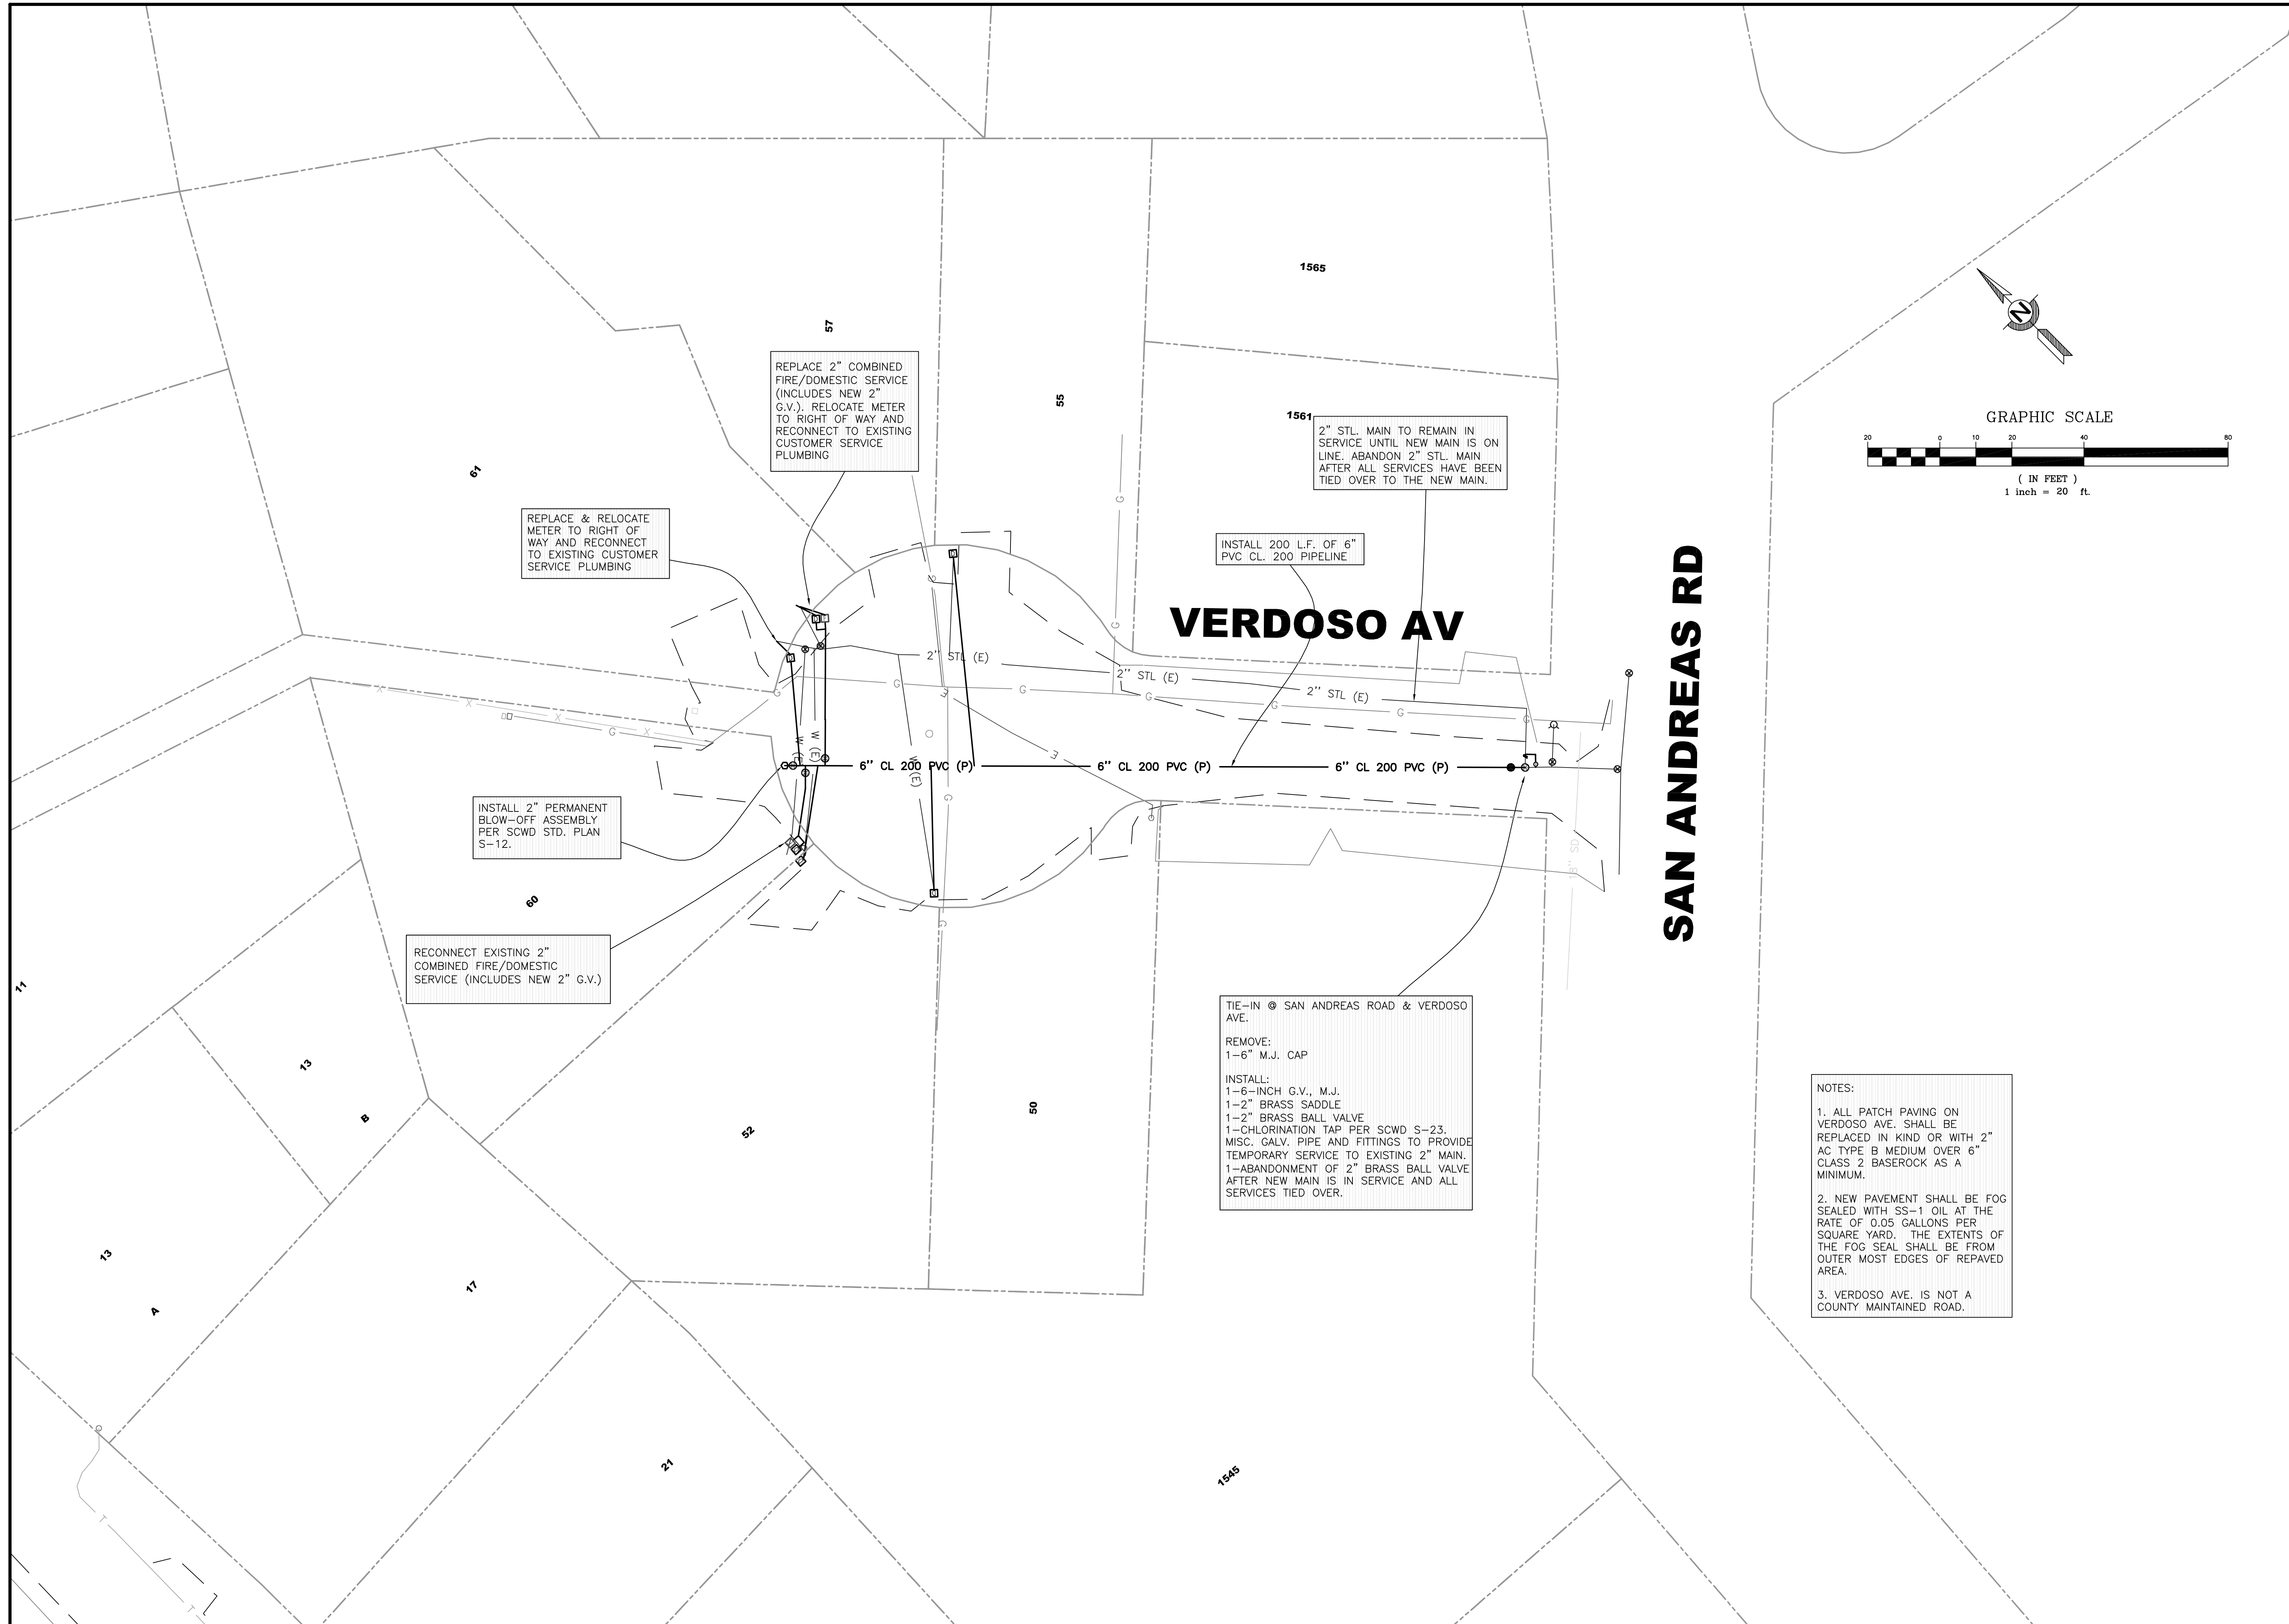 1565
57
REPLACE 2" COMBINED
FIRE/DOMESTIC SERVICE
(INCLUDES NEW 2"
G.V.). RELOCATE METER
TO RIGHT OF WAY AND
RECONNECT TO EXISTING
CUSTOMER SERVICE
PLUMBING
55
1561
2" STL. MAIN TO REMAIN IN
SERVICE UNTIL NEW MAIN IS ON
LINE. ABANDON 2" STL. MAIN
AFTER ALL SERVICES HAVE BEEN
TIED OVER TO THE NEW MAIN.
N
GRAPHIC SCALE
20 0 10 20 40 80
( IN FEET )
1 inch = 20 ft.
61
REPLACE & RELOCATE
METER TO RIGHT OF
WAY AND RECONNECT
TO EXISTING CUSTOMER
SERVICE PLUMBING
INSTALL 200 L.F. OF 6"
PVC CL. 200 PIPELINE
VERDOSO AV
SAN ANDREAS RD
G
G
S
2'' STL (E)
2'' STL (E)
2'' STL (E)
G
G
G
G
G
G
G
X
X
X
G
3
3
W (E)
W (E)
W (E)
6'' CL 200 PVC (P)
6'' CL 200 PVC (P)
6'' CL 200 PVC (P)
G
G
18'' SD
INSTALL 2" PERMANENT
BLOW-OFF ASSEMBLY
PER SCWD STD. PLAN
S-12.
60
RECONNECT EXISTING 2"
COMBINED FIRE/DOMESTIC
SERVICE (INCLUDES NEW 2" G.V.)
11
TIE-IN @ SAN ANDREAS ROAD & VERDOSO
AVE.
REMOVE:
1-6" M.J. CAP
INSTALL:
1-6-INCH G.V., M.J.
1-2" BRASS SADDLE
1-2" BRASS BALL VALVE
1-CHLORINATION TAP PER SCWD S-23.
MISC. GALV. PIPE AND FITTINGS TO PROVIDE
TEMPORARY SERVICE TO EXISTING 2" MAIN.
1-ABANDONMENT OF 2" BRASS BALL VALVE
AFTER NEW MAIN IS IN SERVICE AND ALL
SERVICES TIED OVER.
13
B
52
50
NOTES:
1. ALL PATCH PAVING ON
VERDOSO AVE. SHALL BE
REPLACED IN KIND OR WITH 2"
AC TYPE B MEDIUM OVER 6"
CLASS 2 BASEROCK AS A
MINIMUM.
2. NEW PAVEMENT SHALL BE FOG
SEALED WITH SS-1 OIL AT THE
RATE OF 0.05 GALLONS PER
SQUARE YARD. THE EXTENTS OF
THE FOG SEAL SHALL BE FROM
OUTER MOST EDGES OF REPAVED
AREA.
3. VERDOSO AVE. IS NOT A
COUNTY MAINTAINED ROAD.
13
A
17
21
1545
T
T